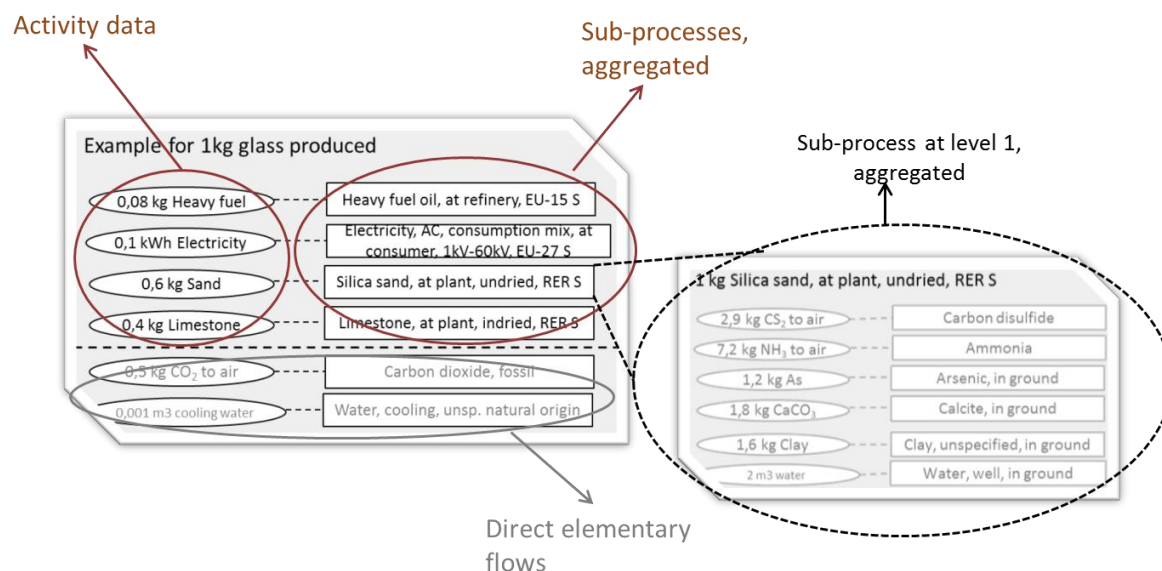 Activity data
Sub-processes,
aggregated
Example for 1kg glass produced
0,08 kg Heavy fuel
Heavy fuel oil, at refinery, EU-15 S
0,1 kWh Electricity
Electricity, AC, consumption mix, at
consumer, 1kV-60kV, EU-27 S
0,6 kg Sand
Silica sand, at plant, undried, RER S
0,4 kg Limestone
Limestone, at plant, indried, RER S
0,5 kg CO₂ to air
Carbon dioxide, fossil
0,001 m3 cooling water
Water, cooling, unsp. natural origin
Direct elementary
flows
Sub-process at level 1,
aggregated
1 kg Silica sand, at plant, undried, RER S
2,9 kg CS₂ to air
Carbon disulfide
7,2 kg NH₃ to air
Ammonia
1,2 kg As
Arsenic, in ground
1,8 kg CaCO₃
Calcite, in ground
1,6 kg Clay
Clay, unspecified, in ground
2 m3 water
Water, well, in ground